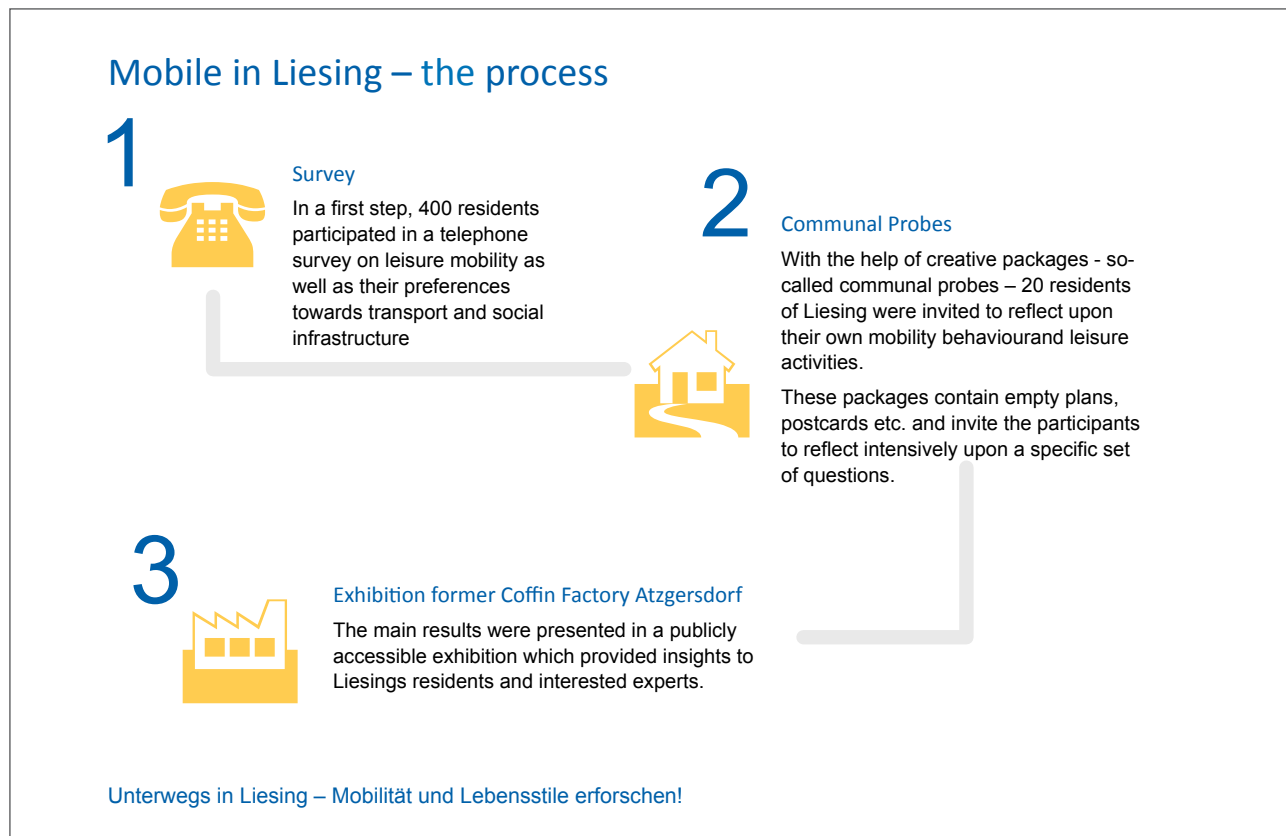 Mobile in Liesing – the process
1
Survey
In a first step, 400 residents
participated in a telephone
survey on leisure mobility as
well as their preferences
towards transport and social
infrastructure
2
Communal Probes
With the help of creative packages - so-
called communal probes – 20 residents
of Liesing were invited to reflect upon
their own mobility behaviourand leisure
activities.
These packages contain empty plans,
postcards etc. and invite the participants
to reflect intensively upon a specific set
of questions.
3
Exhibition former Coffin Factory Atzgersdorf
The main results were presented in a publicly
accessible exhibition which provided insights to
Liesings residents and interested experts.
Unterwegs in Liesing – Mobilität und Lebensstile erforschen!